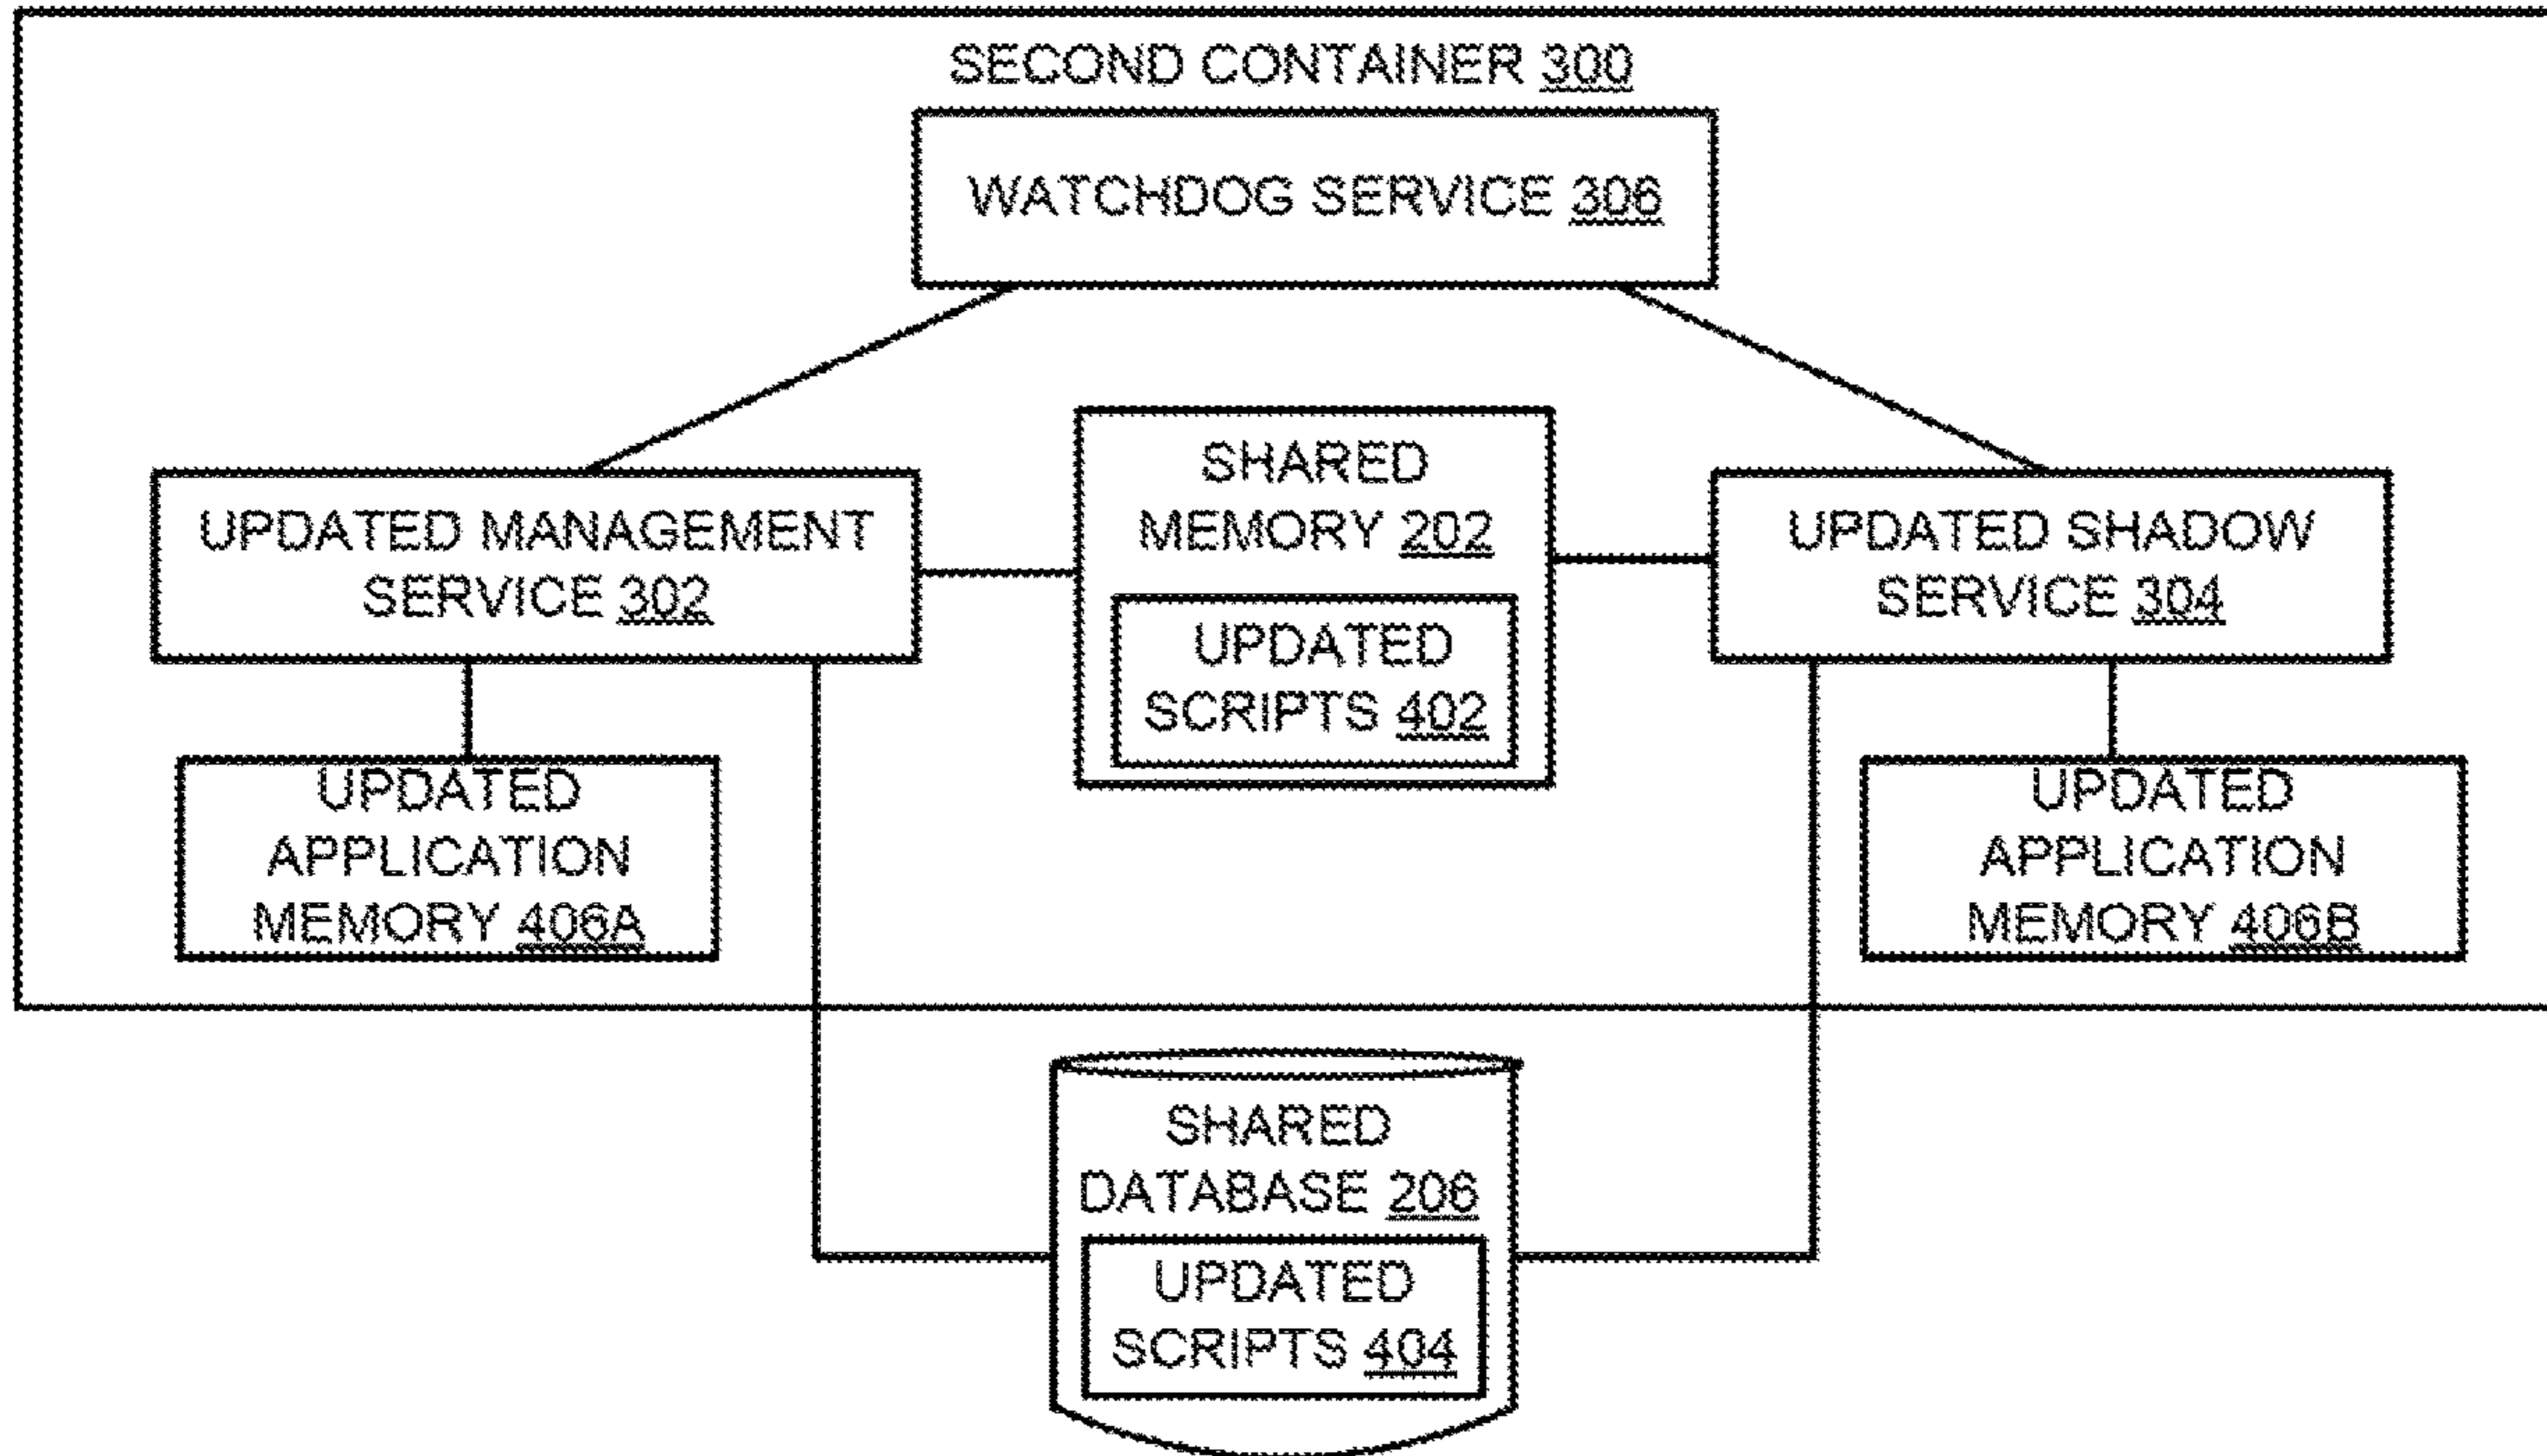 SECOND CONTAINER 300
WATCHDOG SERVICE 306
SHARED
MEMORY 202
UPDATED
SCRIPTS 402
UPDATED MANAGEMENT
SERVICE 302
UPDATED SHADOW
SERVICE 304
UPDATED
APPLICATION
MEMORY 406A
UPDATED
APPLICATION
MEMORY 406B
SHARED
DATABASE 206
UPDATED
SCRIPTS 404